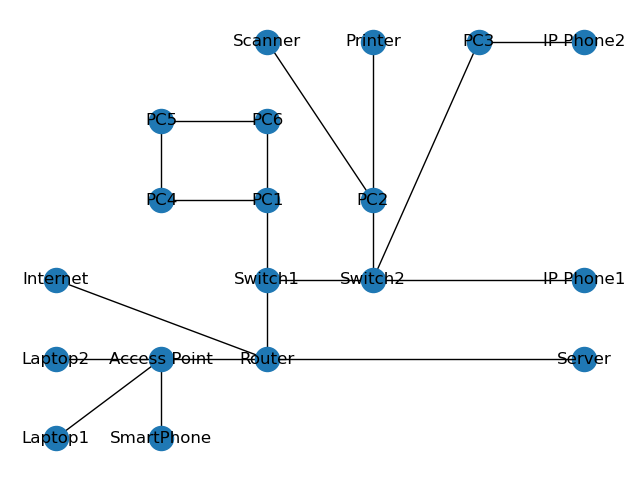 Scanner
Printer
PC3
IP Phone2
PC5
PC6
PC4
PC1
PC2
Internet
Switch1
Switch2
IP Phone1
Laptop2
Access Point
Router
Server
Laptop1
SmartPhone